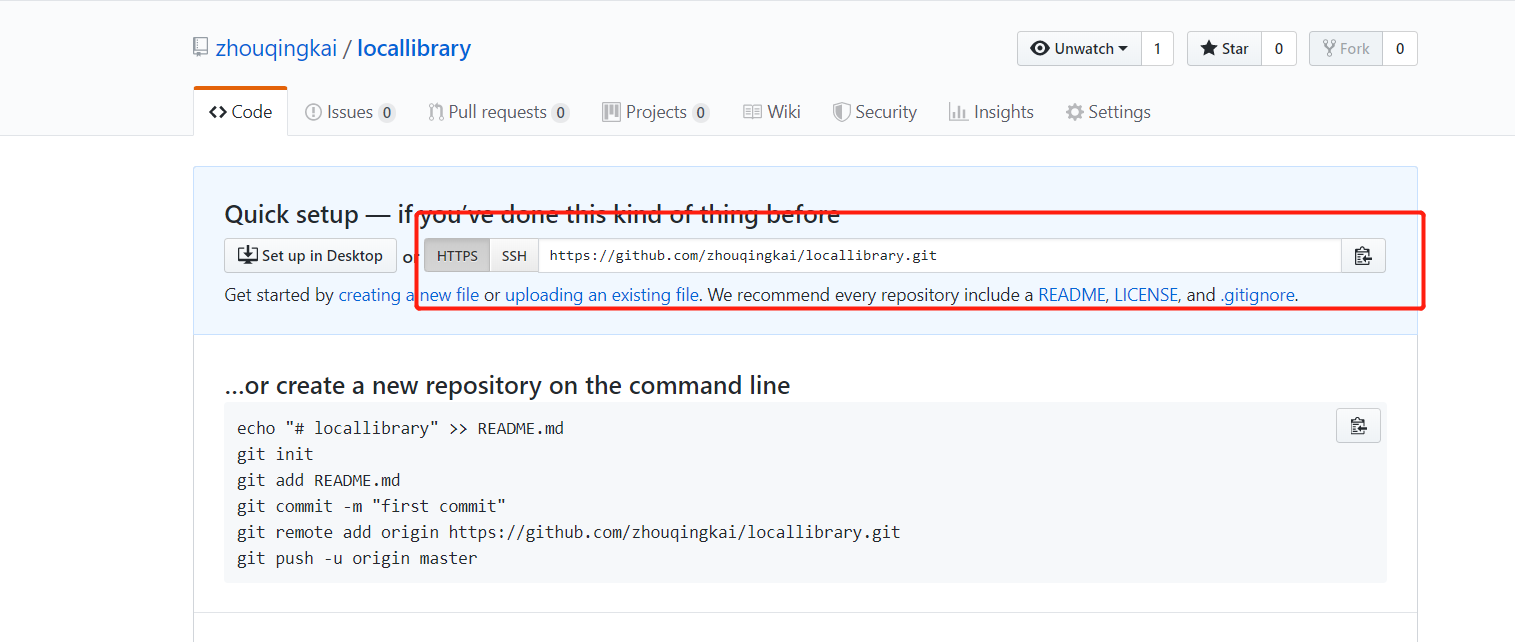 zhouqingkai / locallibrary
Unwatch 1 Star 0 Fork 0
Code Issues 0 Pull requests 0 Projects 0 Wiki Security Insights Settings
Quick setup — if you've done this kind of thing before
Set up in Desktop or HTTPS SSH https://github.com/zhouqingkai/locallibrary.git
Get started by creating a new file or uploading an existing file. We recommend every repository include a README, LICENSE, and .gitignore.
...or create a new repository on the command line
echo "# locallibrary" >> README.md
git init
git add README.md
git commit -m "first commit"
git remote add origin https://github.com/zhouqingkai/locallibrary.git
git push -u origin master